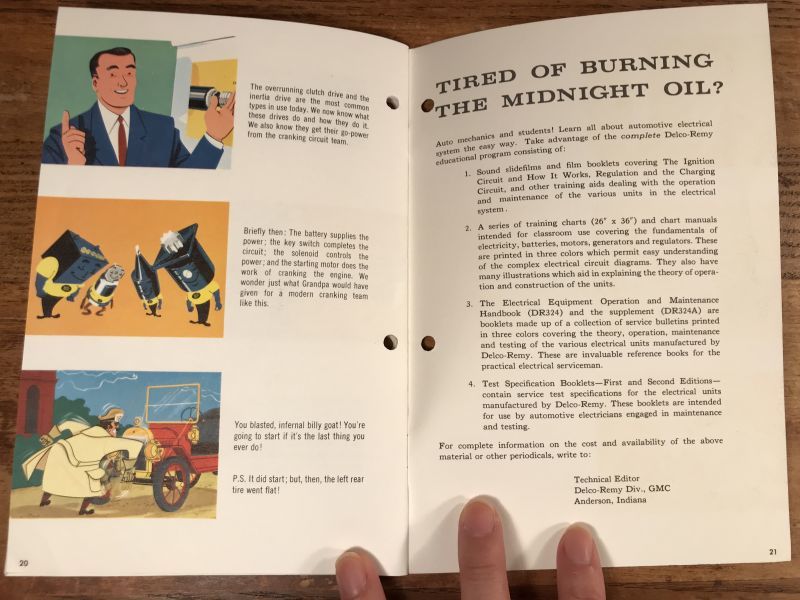 The overrunning clutch drive and the
inertia drive are the most common
types in use today. We now know what
these drives do and how they do it.
We also know they get their go-power
from the cranking circuit team.
Briefly then: The battery supplies the
power; the key switch completes the
circuit; the solenoid controls the
power; and the starting motor does the
work of cranking the engine. We
wonder just what Grandpa would have
given for a modern cranking team
like this.
You blasted, infernal billy goat! You're
going to start if it's the last thing you
ever do!
P.S. It did start; but, then, the left rear
tire went flat!
20
TIRED OF BURNING
THE MIDNIGHT OIL?
Auto mechanics and students! Learn all about automotive electrical
system the easy way. Take advantage of the complete Delco-Remy
educational program consisting of:
1. Sound slidefilms and film booklets covering The Ignition
Circuit and How It Works, Regulation and the Charging
Circuit, and other training aids dealing with the operation
and maintenance of the various units in the electrical
system.
2. A series of training charts (26" x 36") and chart manuals
intended for classroom use covering the fundamentals of
electricity, batteries, motors, generators and regulators. These
are printed in three colors which permit easy understanding
of the complex electrical circuit diagrams. They also have
many illustrations which aid in explaining the theory of opera-
tion and construction of the units.
3. The Electrical Equipment Operation and Maintenance
Handbook (DR324) and the supplement (DR324A) are
booklets made up of a collection of service bulletins printed
in three colors covering the theory, operation, maintenance
and testing of the various electrical units manufactured by
Delco-Remy. These are invaluable reference books for the
practical electrical serviceman.
4. Test Specification Booklets—First and Second Editions—
contain service test specifications for the electrical units
manufactured by Delco-Remy. These booklets are intended
for use by automotive electricians engaged in maintenance
and testing.
For complete information on the cost and availability of the above
material or other periodicals, write to:
Technical Editor
Delco-Remy Div., GMC
Anderson, Indiana
21